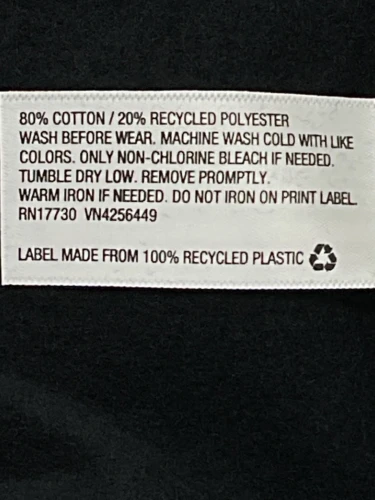 80% COTTON / 20% RECYCLED POLYESTER
WASH BEFORE WEAR. MACHINE WASH COLD WITH LIKE
COLORS. ONLY NON-CHLORINE BLEACH IF NEEDED.
TUMBLE DRY LOW. REMOVE PROMPTLY.
WARM IRON IF NEEDED. DO NOT IRON ON PRINT LABEL.
RN17730 VN4256449
LABEL MADE FROM 100% RECYCLED PLASTIC